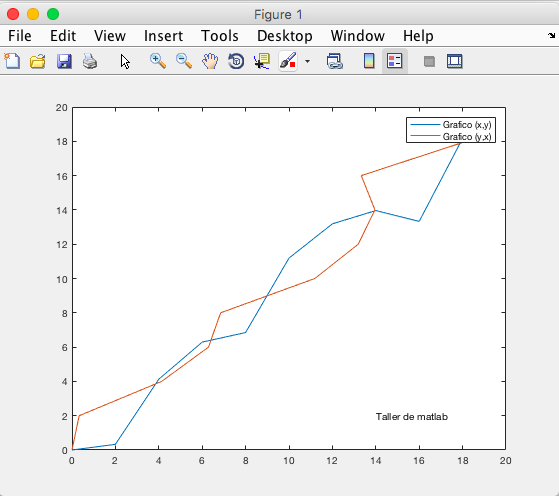 Figure 1
File Edit View Insert Tools Desktop Window Help
Grafico (x,y)
Grafico (y,x)
20
18
16
14
12
10
8
6
4
2
0
Taller de matlab
0 2 4 6 8 10 12 14 16 18 20